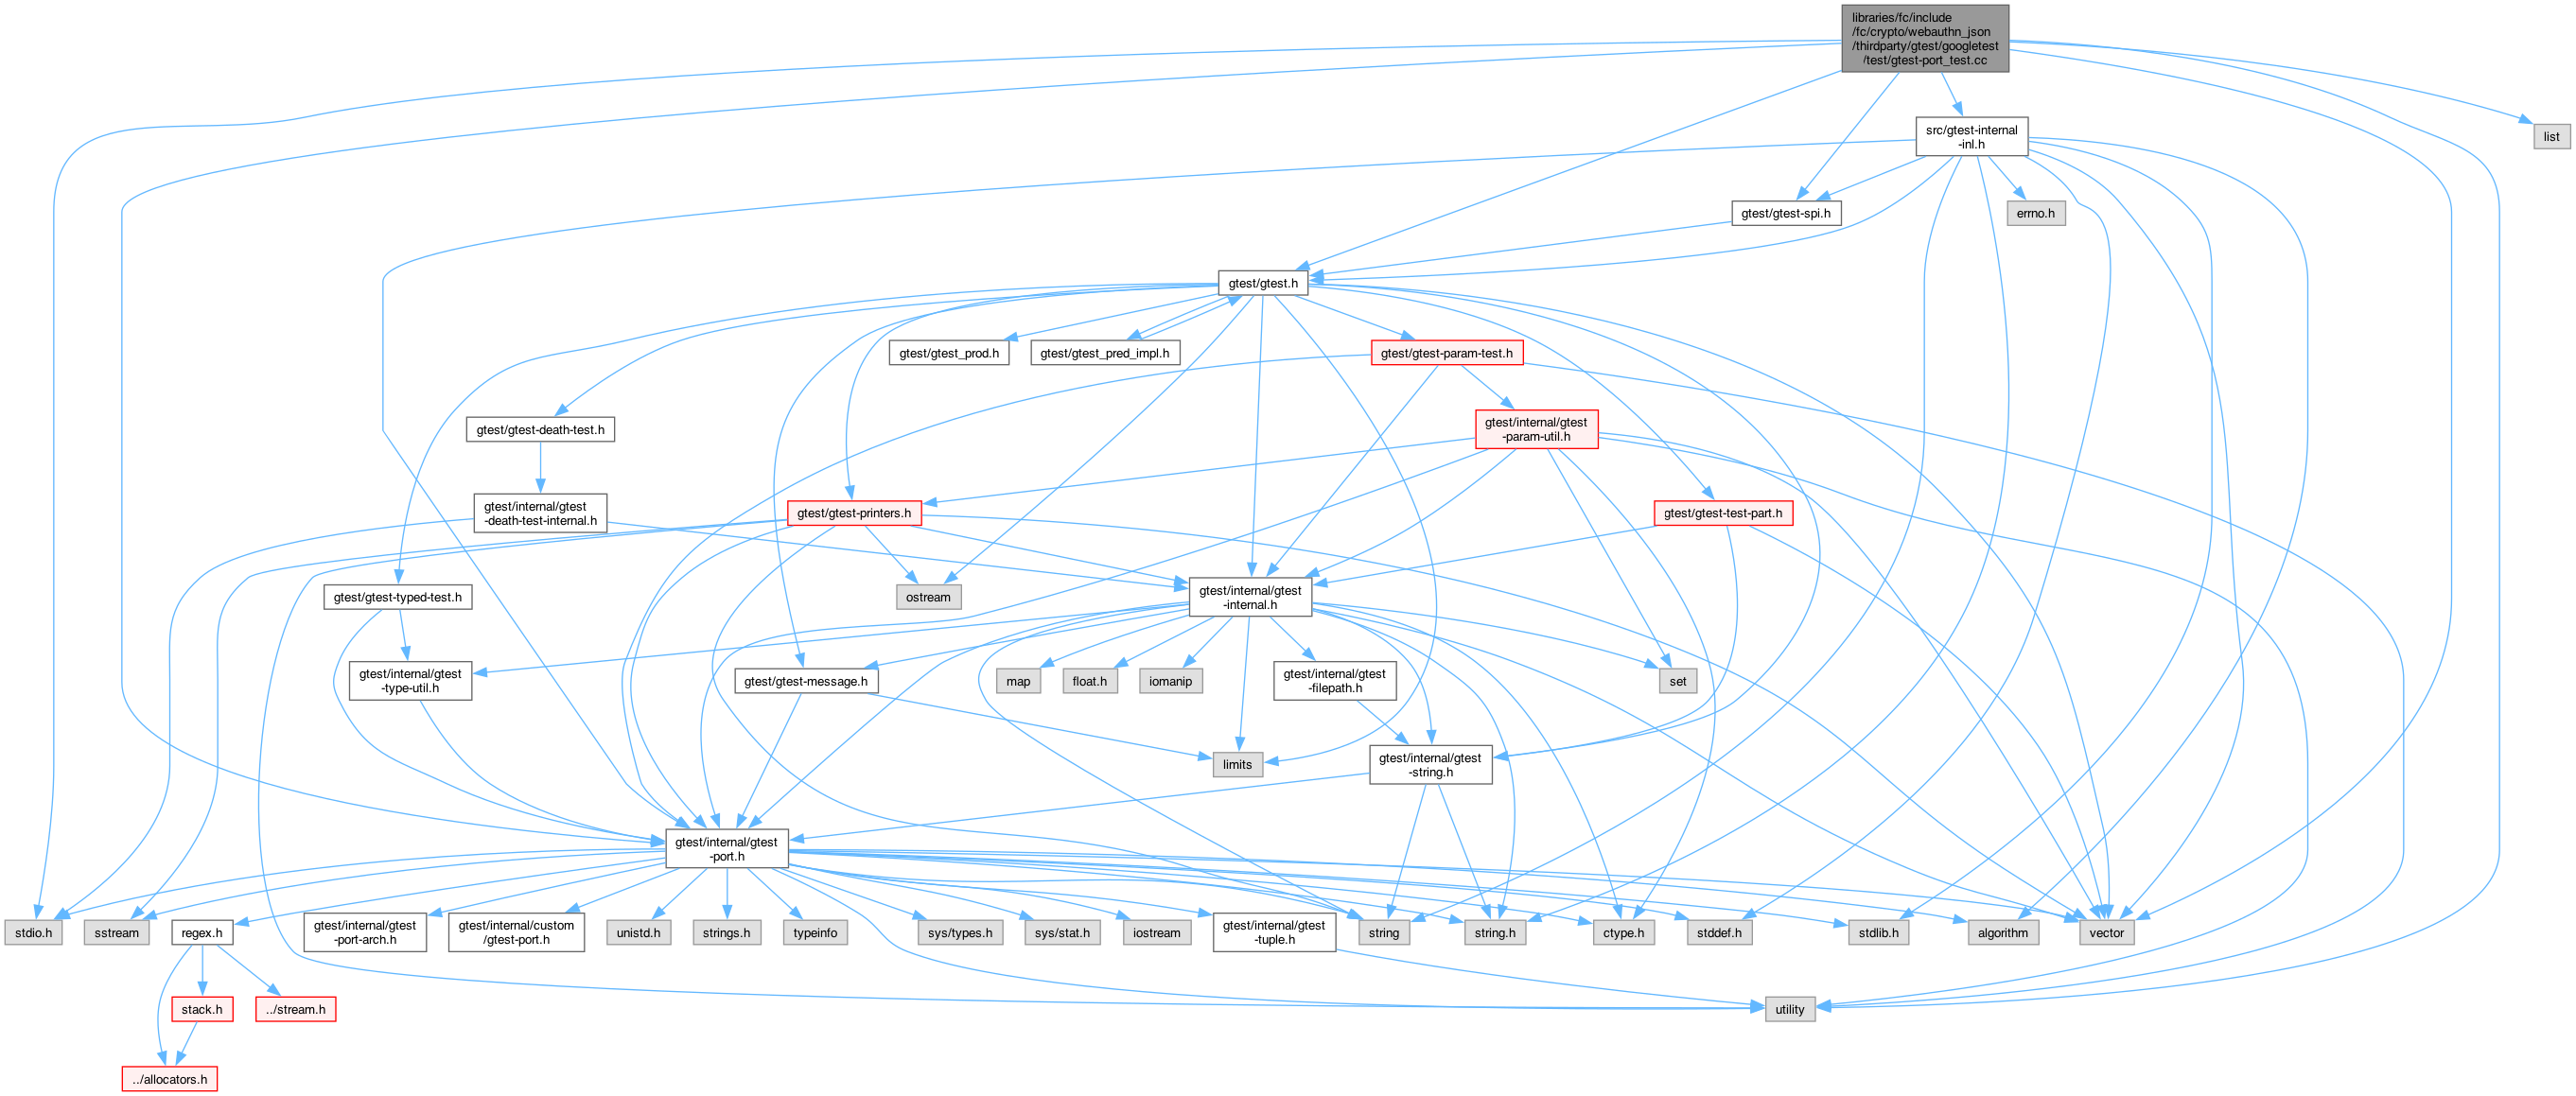 libraries/fc/include
/fc/crypto/webauthn_json
/thirdparty/gtest/googletest
/test/gtest-port_test.cc
list
src/gtest-internal
-inl.h
gtest/gtest-spi.h
errno.h
gtest/gtest.h
gtest/gtest_prod.h
gtest/gtest_pred_impl.h
gtest/gtest-param-test.h
gtest/gtest-death-test.h
gtest/internal/gtest
-param-util.h
gtest/internal/gtest
-death-test-internal.h
gtest/gtest-printers.h
gtest/gtest-test-part.h
gtest/gtest-typed-test.h
ostream
gtest/internal/gtest
-internal.h
gtest/internal/gtest
-type-util.h
gtest/gtest-message.h
map
float.h
iomanip
gtest/internal/gtest
-filepath.h
set
limits
gtest/internal/gtest
-string.h
gtest/internal/gtest
-port.h
stdio.h
sstream
regex.h
gtest/internal/gtest
-port-arch.h
gtest/internal/custom
/gtest-port.h
unistd.h
strings.h
typeinfo
sys/types.h
sys/stat.h
iostream
gtest/internal/gtest
-tuple.h
string
string.h
ctype.h
stddef.h
stdlib.h
algorithm
vector
stack.h
../stream.h
utility
../allocators.h